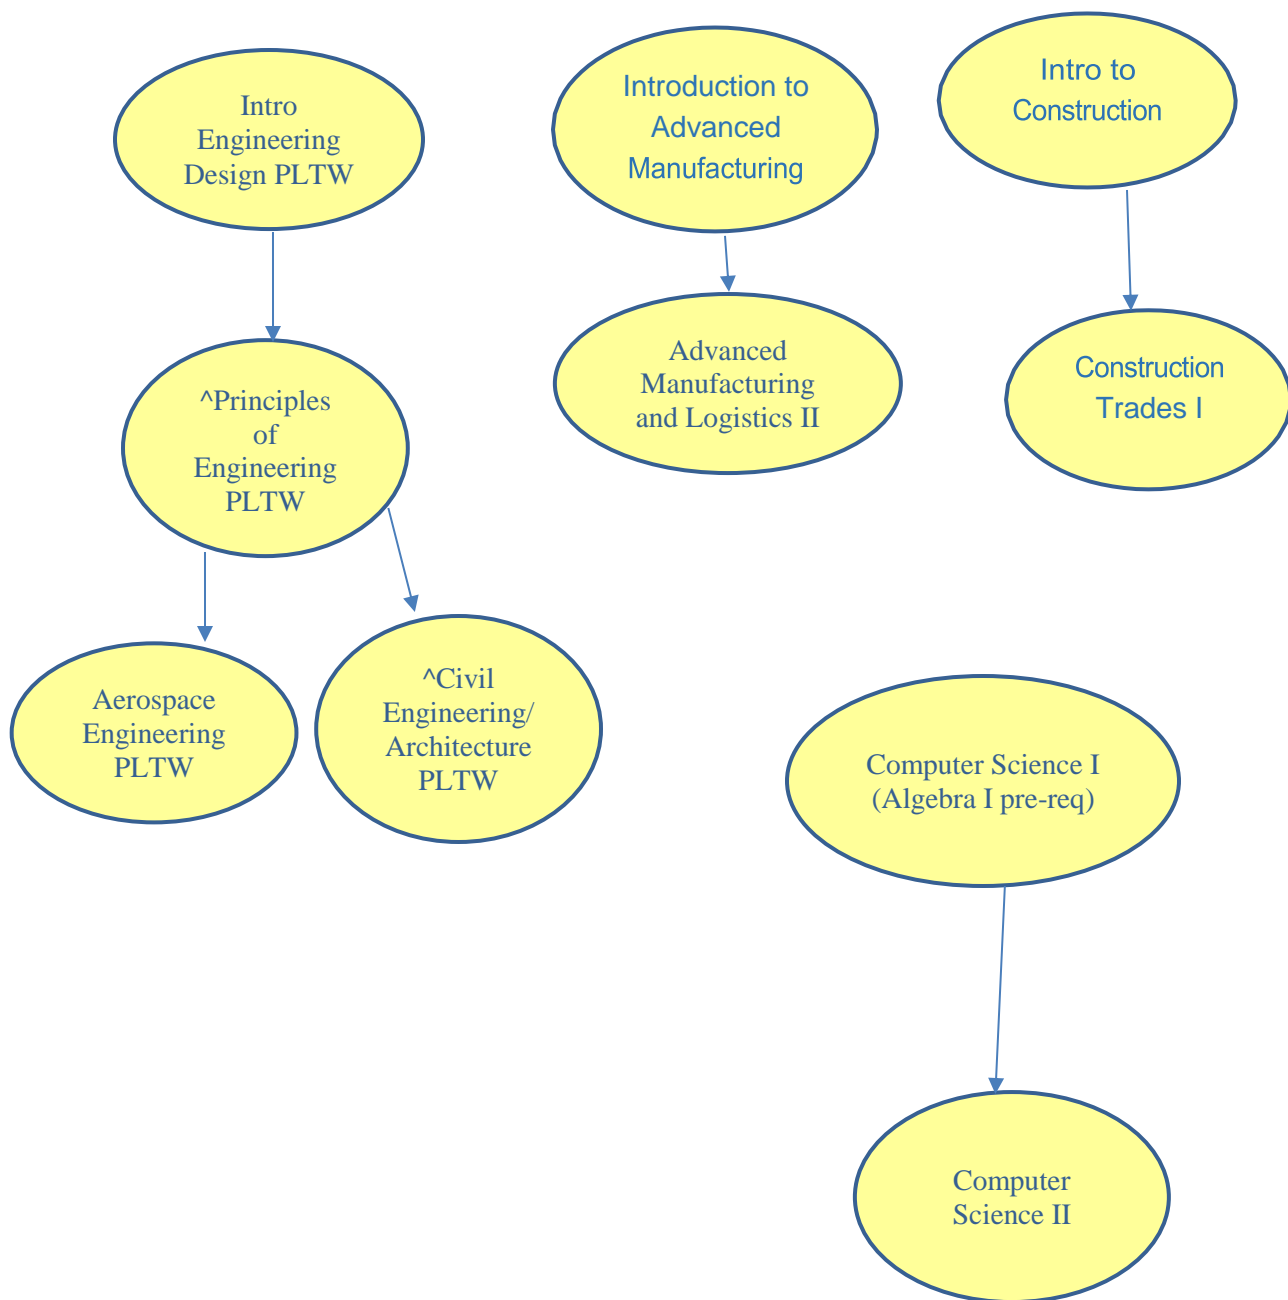 Intro
Engineering
Design PLTW
Introduction to
Advanced
Manufacturing
Intro to
Construction
Advanced
Manufacturing
and Logistics II
Construction
Trades I
^Principles
of
Engineering
PLTW
Aerospace
Engineering
PLTW
^Civil
Engineering/
Architecture
PLTW
Computer Science I
(Algebra I pre-req)
Computer
Science II